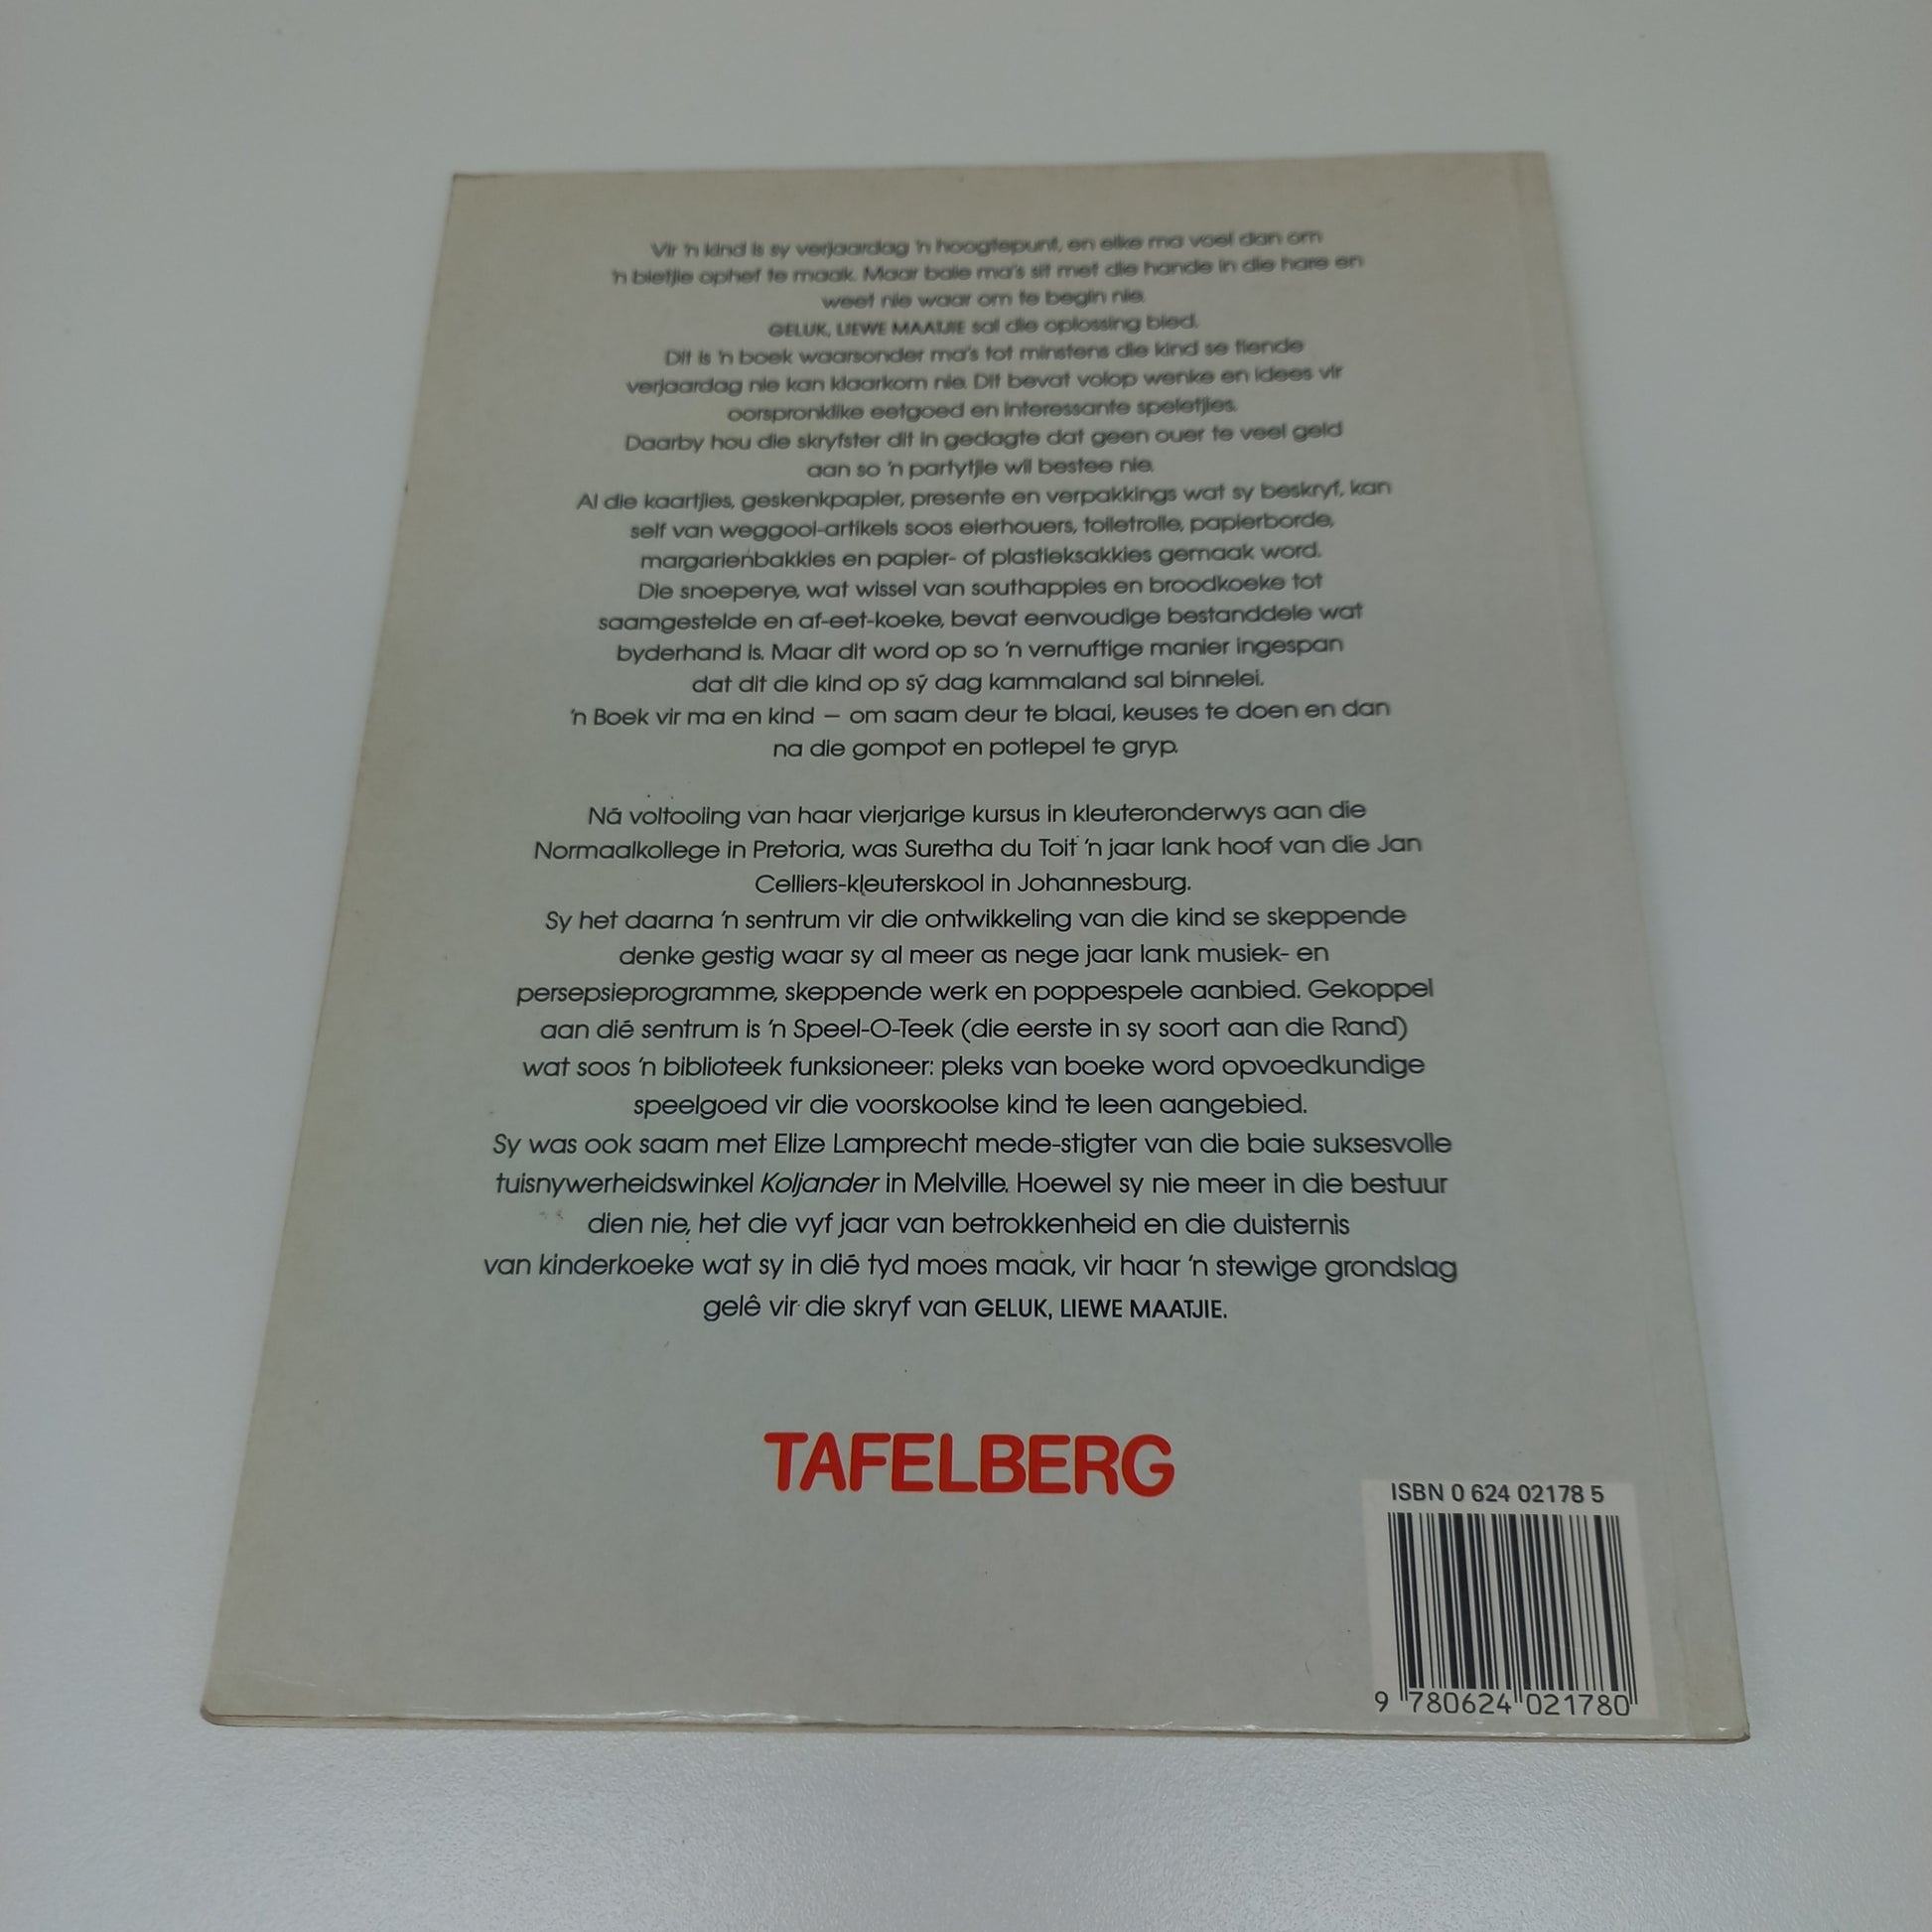 Vir 'n kind is sy verjaardag 'n hoogtepunt, en elke ma voel dan om
'n bietjie ophef te maak. Maar baie ma's sit met die hande in die hare en
weet nie waar om te begin nie.
GELUK, LIEWE MAATJIE sal die oplossing bied.
Dit is 'n boek waarsonder ma's tot minstens die kind se tiende
verjaardag nie kan klaarkom nie. Dit bevat volop wenke en idees vir
oorspronklike eetgoed en interessante speletjies.
Daarby hou die skryfster dit in gedagte dat geen ouer te veel geld
aan so 'n partytjie wil bestee nie.
Al die kaartjies, geskenkpapier, presente en verpakkings wat sy beskryf, kan
self van weggooi-artikels soos eierhouers, toiletrolle, papierborde,
margarienbakkies en papier- of plastieksakkies gemaak word.
Die snoeperye, wat wissel van southappies en broodkoeke tot
saamgestelde en af-eet-koeke, bevat eenvoudige bestanddele wat
byderhand is. Maar dit word op so 'n vernuftige manier ingespan
dat dit die kind op sý dag kammaland sal binnelei.
'n Boek vir ma en kind — om saam deur te blaai, keuses te doen en dan
na die gompot en potlepel te gryp.
Ná voltooiing van haar vierjarige kursus in kleuteronderwys aan die
Normaalkollege in Pretoria, was Suretha du Toit 'n jaar lank hoof van die Jan
Celliers-kleuterskool in Johannesburg.
Sy het daarna 'n sentrum vir die ontwikkeling van die kind se skeppende
denke gestig waar sy al meer as nege jaar lank musiek- en
persepsieprogramme, skeppende werk en poppespele aanbied. Gekoppel
aan dié sentrum is 'n Speel-O-Teek (die eerste in sy soort aan die Rand)
wat soos 'n biblioteek funksioneer: pleks van boeke word opvoedkundige
speelgoed vir die voorskoolse kind te leen aangebied.
Sy was ook saam met Elize Lamprecht mede-stigter van die baie suksesvolle
tuisnywerheidswinkel Koljander in Melville. Hoewel sy nie meer in die bestuur
dien nie, het die vyf jaar van betrokkenheid en die duisternis
van kinderkoeke wat sy in dié tyd moes maak, vir haar 'n stewige grondslag
gelê vir die skryf van GELUK, LIEWE MAATJIE.
TAFELBERG
ISBN 0 624 02178 5
9 780624 021780